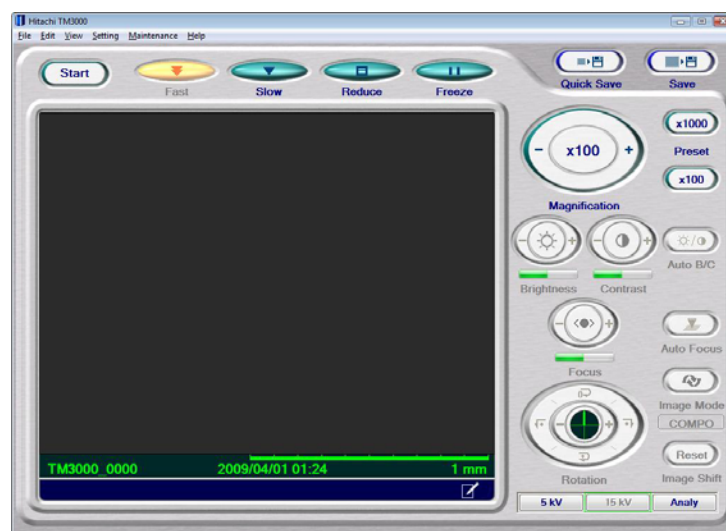 Hitachi TM3000
File Edit View Setting Maintenance Help
Start
Fast
Slow
Reduce
Freeze
Quick Save
Save
x100
Magnification
x1000
Preset
x100
Brightness
Contrast
Auto B/C
Focus
Auto Focus
Image Mode
COMPO
Rotation
Reset
Image Shift
TM3000_0000 2009/04/01 01:24 1 mm
5 kV 15 kV Analy